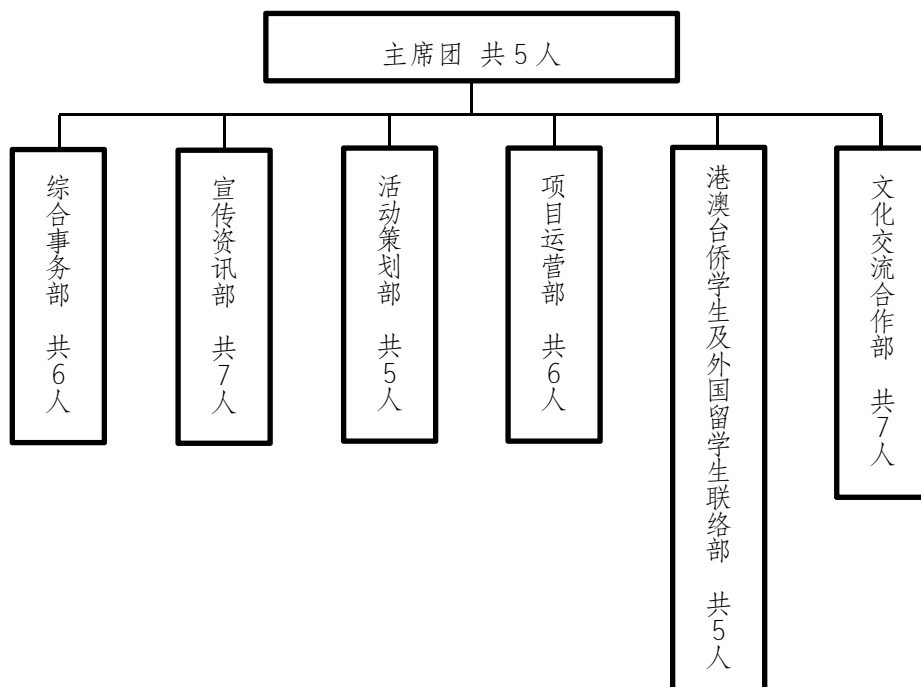 主席团 共5人
综合事务部 共6人
宣传资讯部 共7人
活动策划部 共5人
项目运营部 共6人
港澳台侨学生及外国留学生联络部 共5人
文化交流合作部 共7人